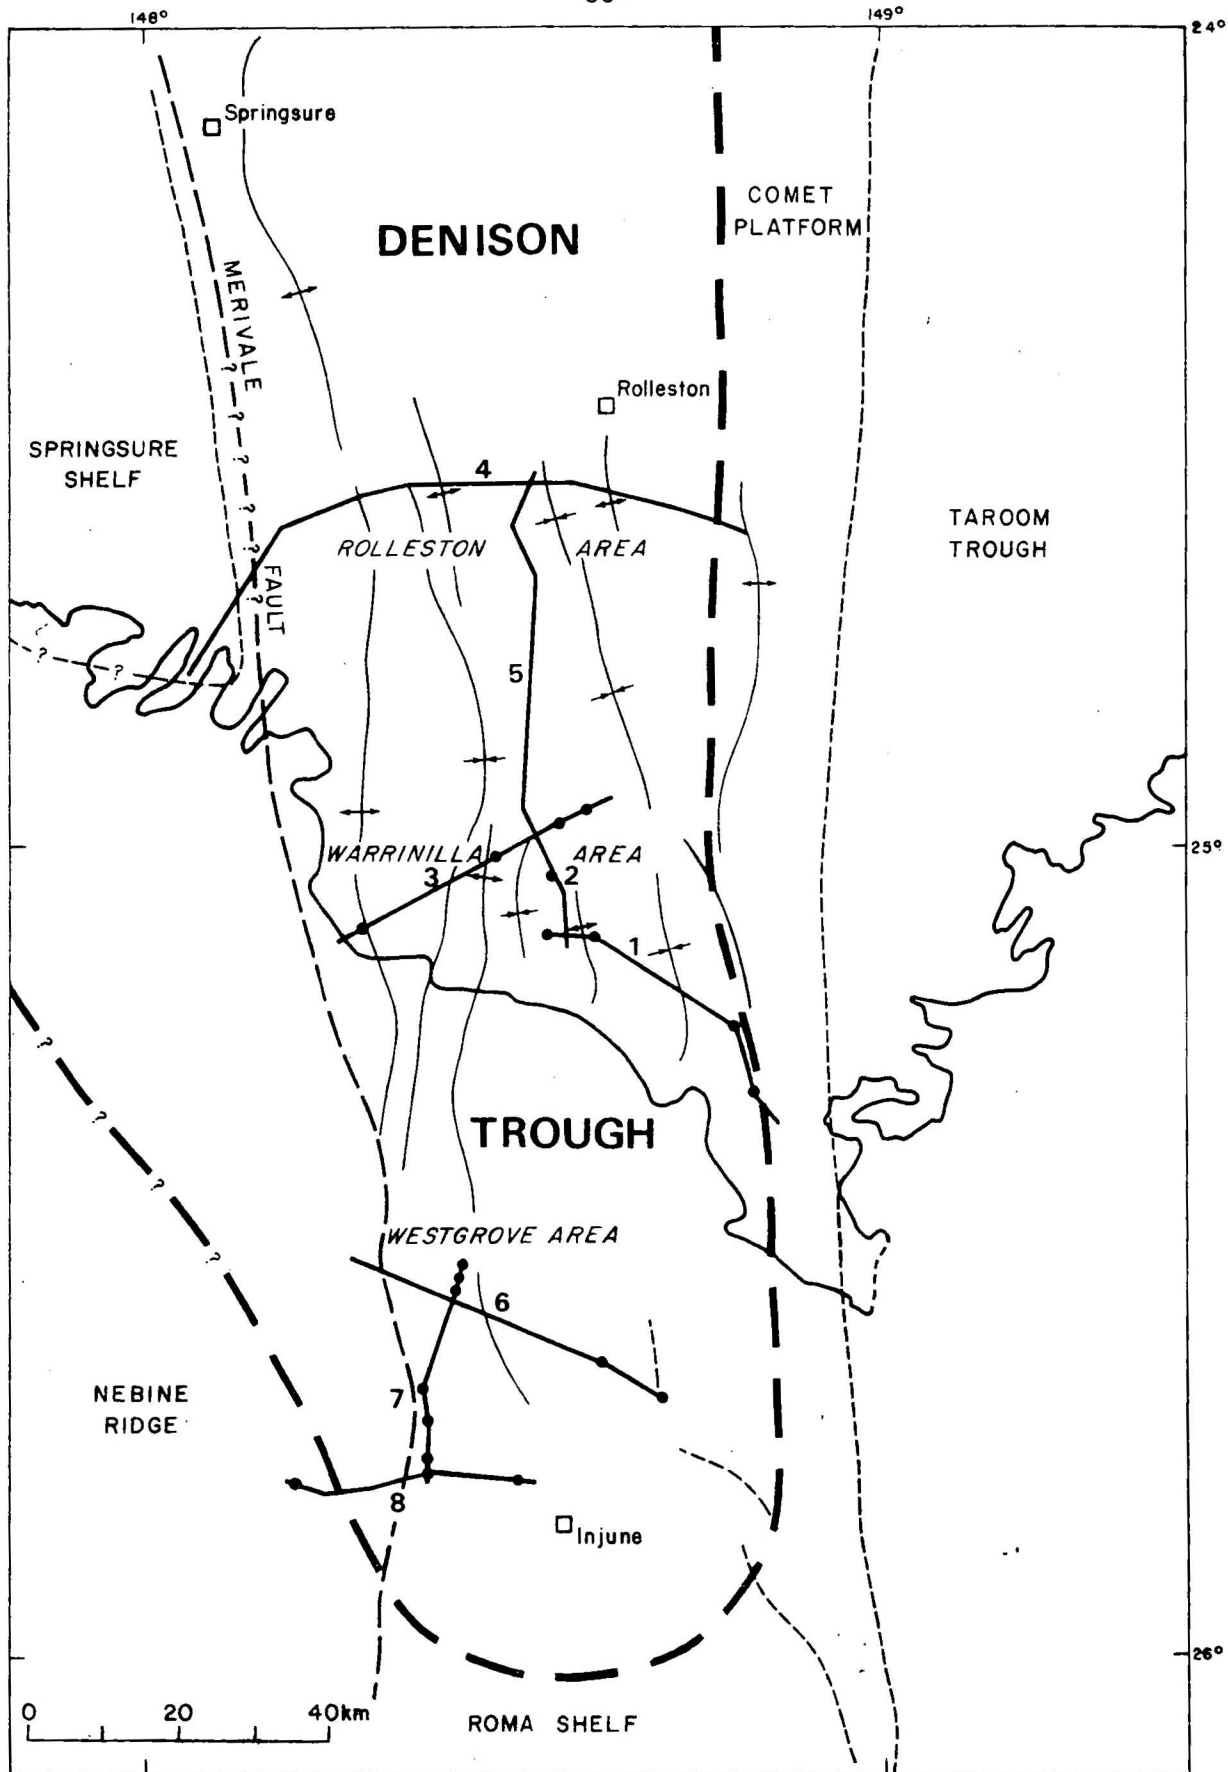 148°
149°
24°
Springsure
COMET
PLATFORM
DENISON
MERIVALE
?
?
?
Rolleston
SPRINGSURE
SHELF
?
4
?
TAROOM
TROUGH
ROLLESTON AREA
?
FAULT
?
?
?
5
WARRINILLA AREA
25°
3
2
1
?
?
TROUGH
?
WESTGROVE AREA
?
6
NEBINE
RIDGE
7
8
Injune
26°
0 20 40km
ROMA SHELF